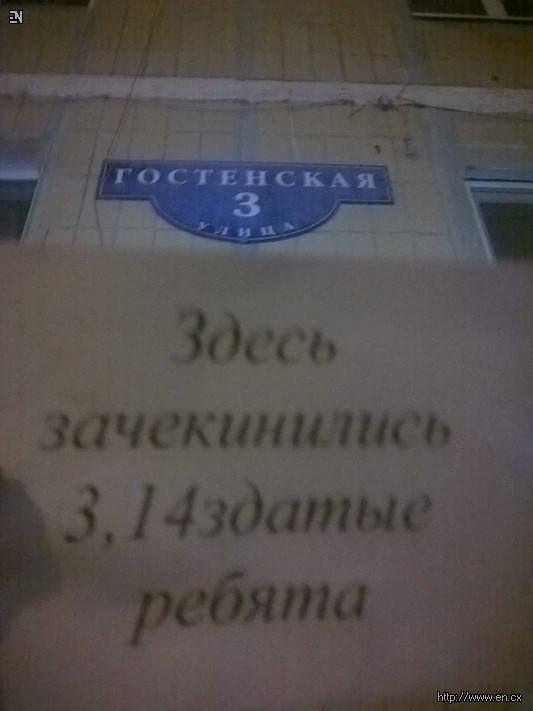 EN
ГОСТЕНСКАЯ
3
УЛИЦА
Здесь
зачекинились
3,14здатые
ребята
http://www.en.cx